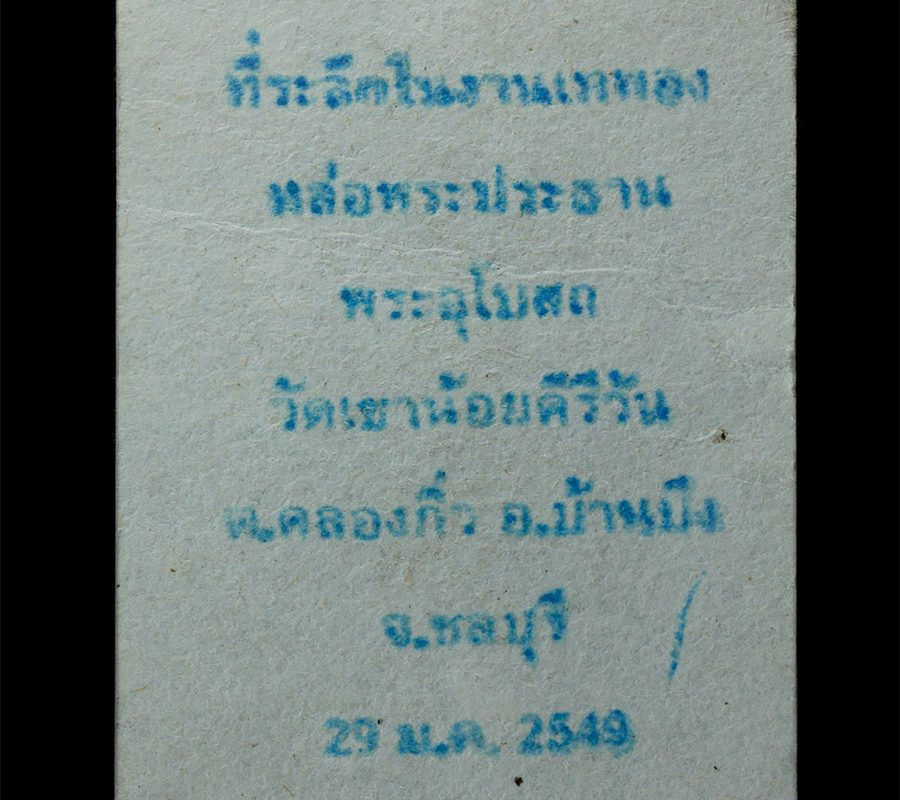 ที่ระลึกในงานเททอง
หล่อพระประธาน
พระอุโบสถ
วัดเขาน้อยคีรีวัน
ต.คลองกิ่ว อ.บ้านบึง
จ.ชลบุรี
29 ม.ค. 2549